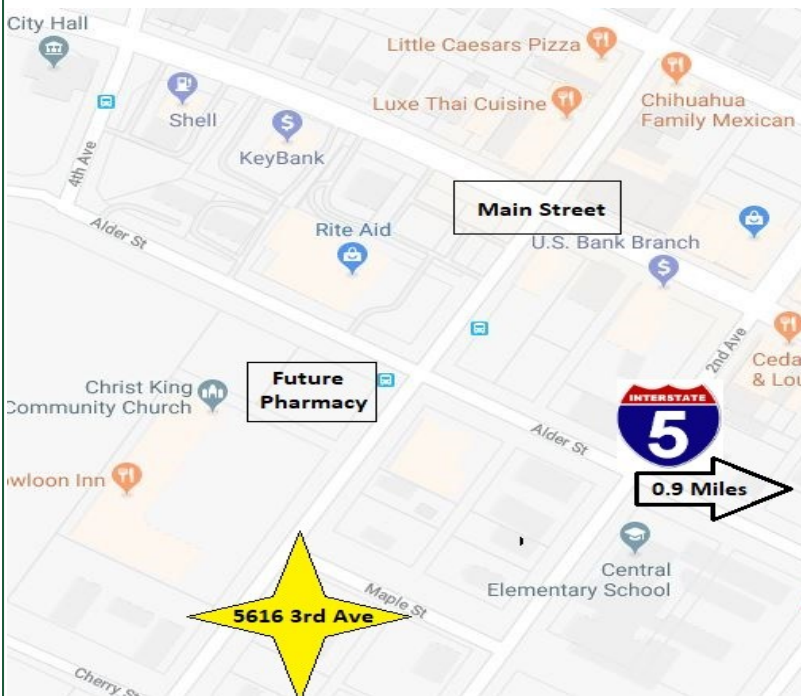 City Hall
Little Caesars Pizza
Luxe Thai Cuisine
Chihuahua
Family Mexican
Shell
KeyBank
4th Ave
Main Street
Alder St
Rite Aid
U.S. Bank Branch
2nd Ave
Ceda
& Lou
Future
Pharmacy
Christ King
Community Church
INTERSTATE
5
Alder St
0.9 Miles
wloon Inn
Central
Elementary School
Maple St
5616 3rd Ave
Cherry St